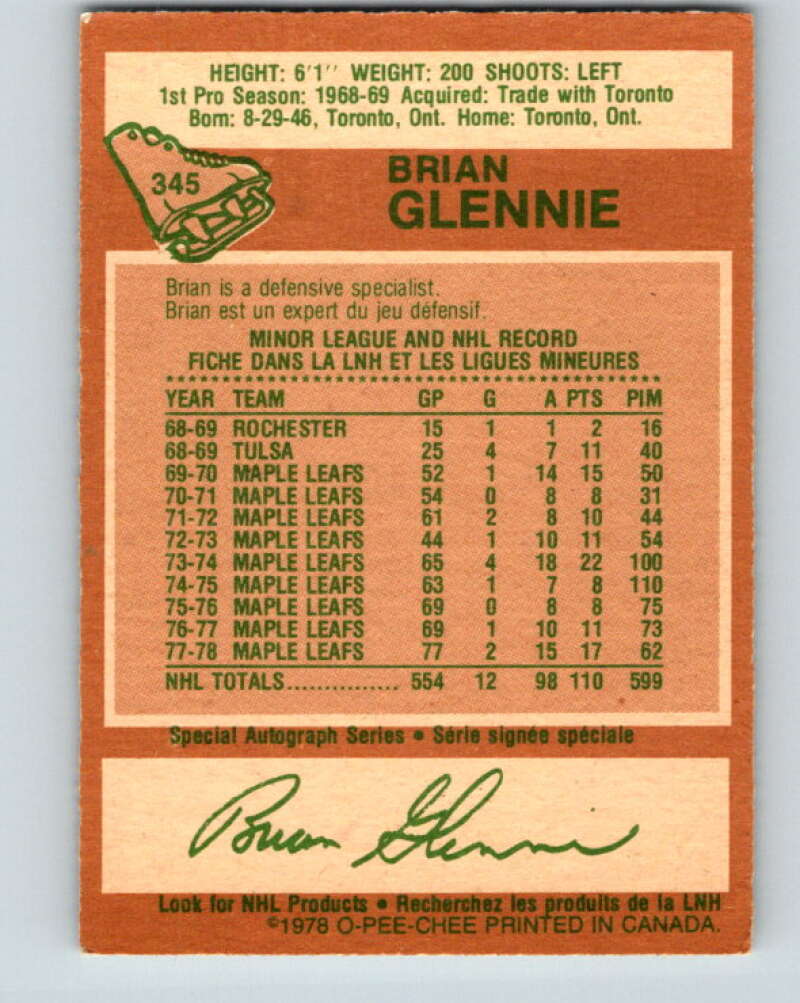 HEIGHT: 6'1'' WEIGHT: 200 SHOOTS: LEFT
1st Pro Season: 1968-69 Acquired: Trade with Toronto
Born: 8-29-46, Toronto, Ont. Home: Toronto, Ont.
345
BRIAN
GLENNIE
Brian is a defensive specialist.
Brian est un expert du jeu défensif.
MINOR LEAGUE AND NHL RECORD
FICHE DANS LA LNH ET LES LIGUES MINEURES
YEAR TEAM GP G A PTS PIM
68-69 ROCHESTER 15 1 1 2 16
68-69 TULSA 25 4 7 11 40
69-70 MAPLE LEAFS 52 1 14 15 50
70-71 MAPLE LEAFS 54 0 8 8 31
71-72 MAPLE LEAFS 61 2 8 10 44
72-73 MAPLE LEAFS 44 1 10 11 54
73-74 MAPLE LEAFS 65 4 18 22 100
74-75 MAPLE LEAFS 63 1 7 8 110
75-76 MAPLE LEAFS 69 0 8 8 75
76-77 MAPLE LEAFS 69 1 10 11 73
77-78 MAPLE LEAFS 77 2 15 17 62
NHL TOTALS............... 554 12 98 110 599
Special Autograph Series • Série signée spéciale
Brian Glennie
Look for NHL Products • Recherchez les produits de la LNH
©1978 O-PEE-CHEE PRINTED IN CANADA.